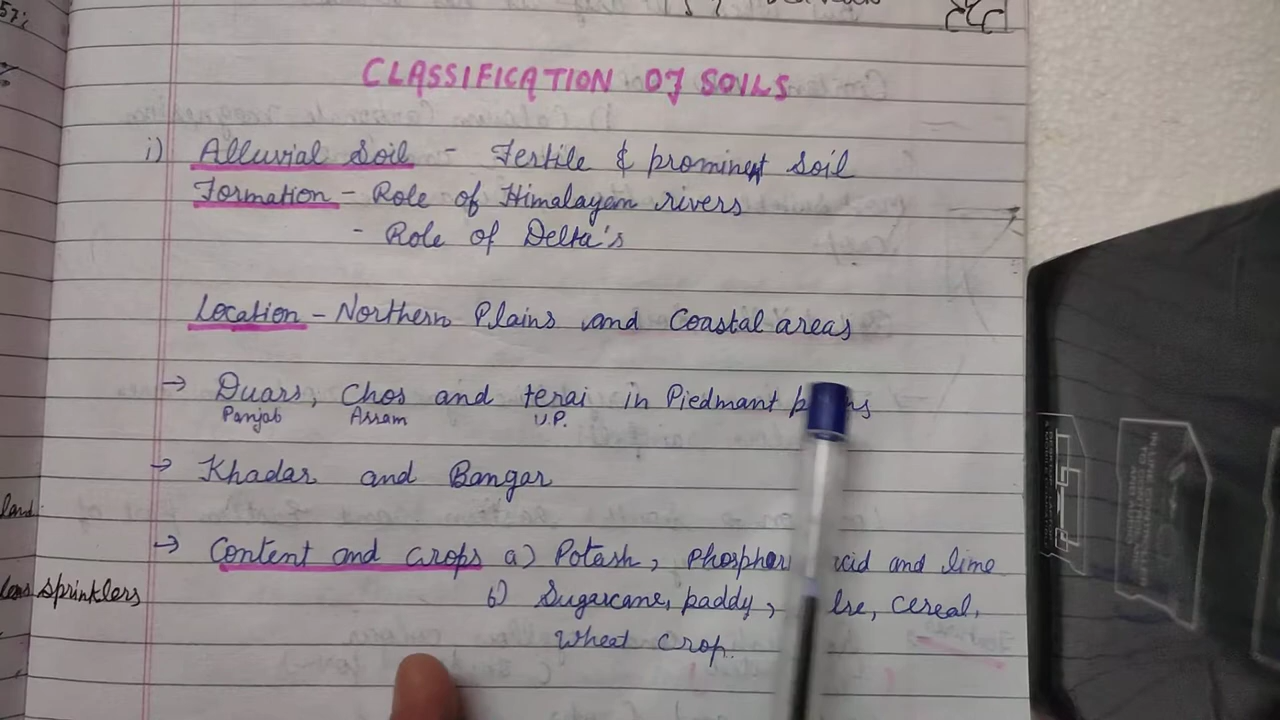 CLASSIFICATION OF SOILS
i) Alluvial Soil - Fertile & prominent soil
Formation - Role of Himalayan rivers
- Role of Delta's
Location - Northern Plains and Coastal areas
→ Duars, Chos and terai in Piedmant
Panjab Assam U.P.
→ Khadar and Bangar
→ Content and crops a) Potash, and lime
sprinklers
b) Sugarcane, paddy, cereal,
Wheat crop.